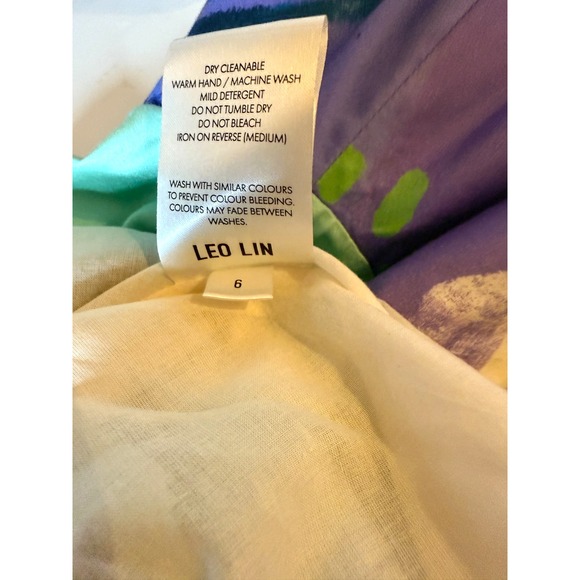 DRY CLEANABLE
WARM HAND / MACHINE WASH
MILD DETERGENT
DO NOT TUMBLE DRY
DO NOT BLEACH
IRON ON REVERSE (MEDIUM)
WASH WITH SIMILAR COLOURS
TO PREVENT COLOUR BLEEDING.
COLOURS MAY FADE BETWEEN
WASHES.
LEO LIN
6